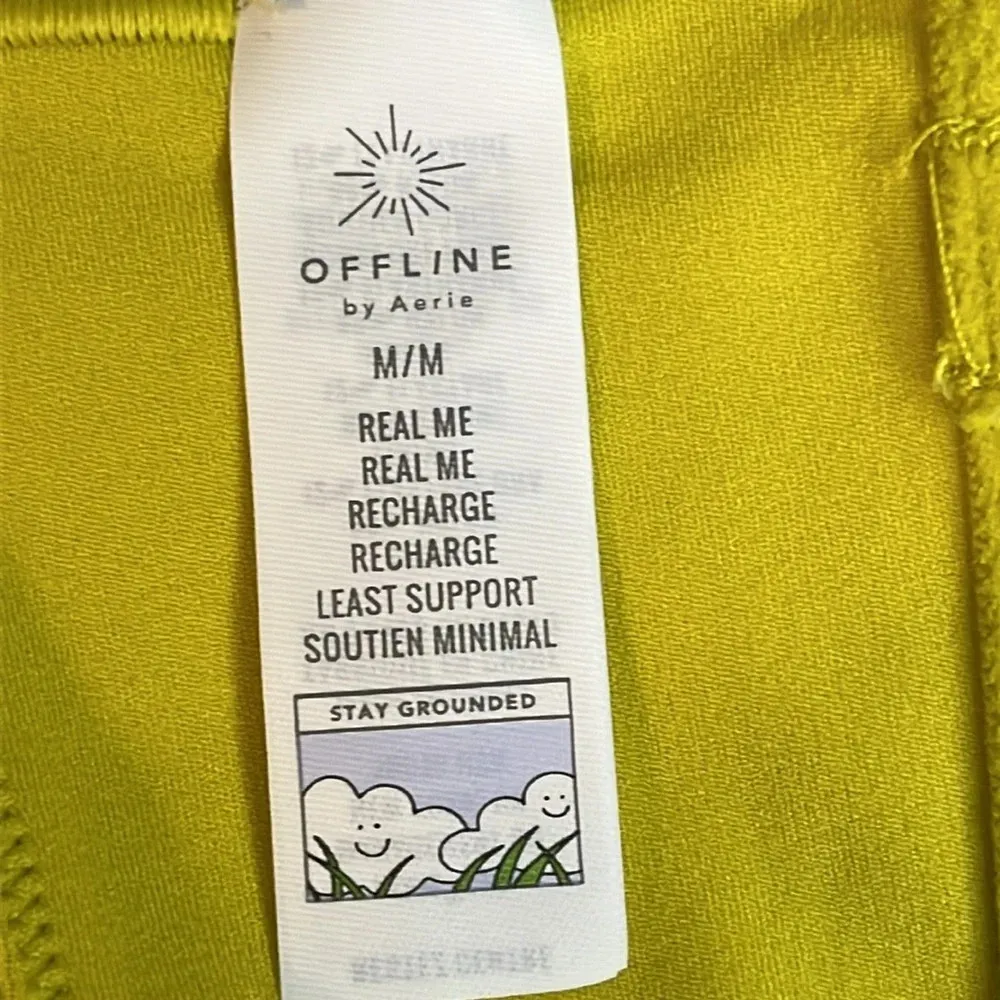 OFFLINE
by Aerie
M/M
REAL ME
REAL ME
RECHARGE
RECHARGE
LEAST SUPPORT
SOUTIEN MINIMAL
STAY GROUNDED